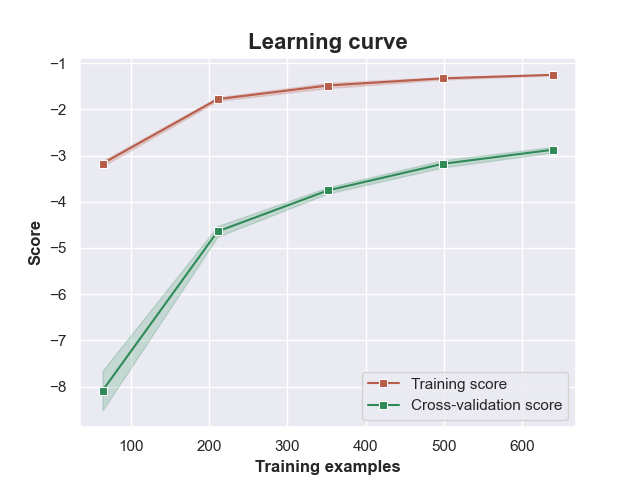 Learning curve
−1
−2
−3
−4
−5
−6
−7
−8
Score
100 200 300 400 500 600
Training examples
Training score
Cross-validation score